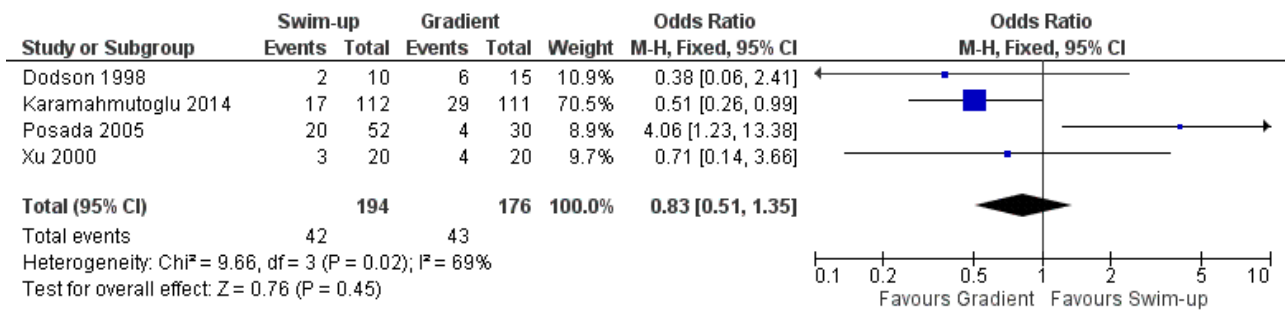 Swim-up Gradient Odds Ratio Odds Ratio
Study or Subgroup Events Total Events Total Weight M-H, Fixed, 95% CI M-H, Fixed, 95% CI
Dodson 1998 2 10 6 15 10.9% 0.38 [0.06, 2.41]
Karamahmutoglu 2014 17 112 29 111 70.5% 0.51 [0.26, 0.99]
Posada 2005 20 52 4 30 8.9% 4.06 [1.23, 13.38]
Xu 2000 3 20 4 20 9.7% 0.71 [0.14, 3.66]
Total (95% CI) 194 176 100.0% 0.83 [0.51, 1.35]
Total events 42 43
Heterogeneity: Chi² = 9.66, df = 3 (P = 0.02); I² = 69%
Test for overall effect: Z = 0.76 (P = 0.45)
0.1 0.2 0.5 1 2 5 10
Favours Gradient Favours Swim-up